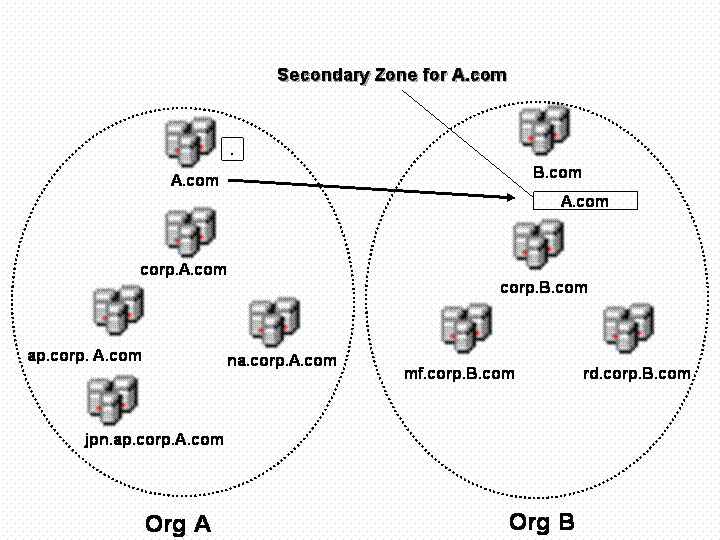 Secondary Zone for A.com
.
A.com
B.com
A.com
corp.A.com
corp.B.com
ap.corp. A.com
na.corp.A.com
mf.corp.B.com
rd.corp.B.com
jpn.ap.corp.A.com
Org A
Org B